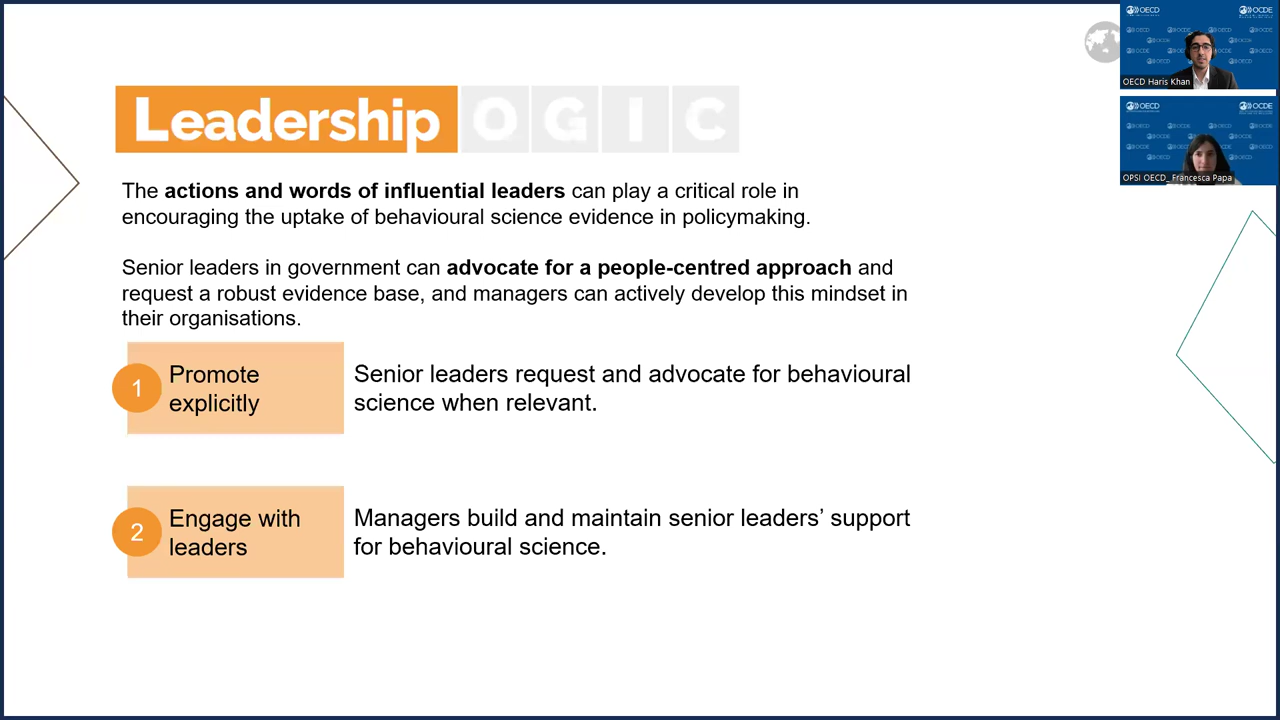 OECD
OCDE
OECD Haris Khan
OECD
OCDE
OPSI OECD_ Francesca Papa
Leadership O G I C
The actions and words of influential leaders can play a critical role in
encouraging the uptake of behavioural science evidence in policymaking.
Senior leaders in government can advocate for a people-centred approach and
request a robust evidence base, and managers can actively develop this mindset in
their organisations.
1
Promote
explicitly
Senior leaders request and advocate for behavioural
science when relevant.
2
Engage with
leaders
Managers build and maintain senior leaders’ support
for behavioural science.